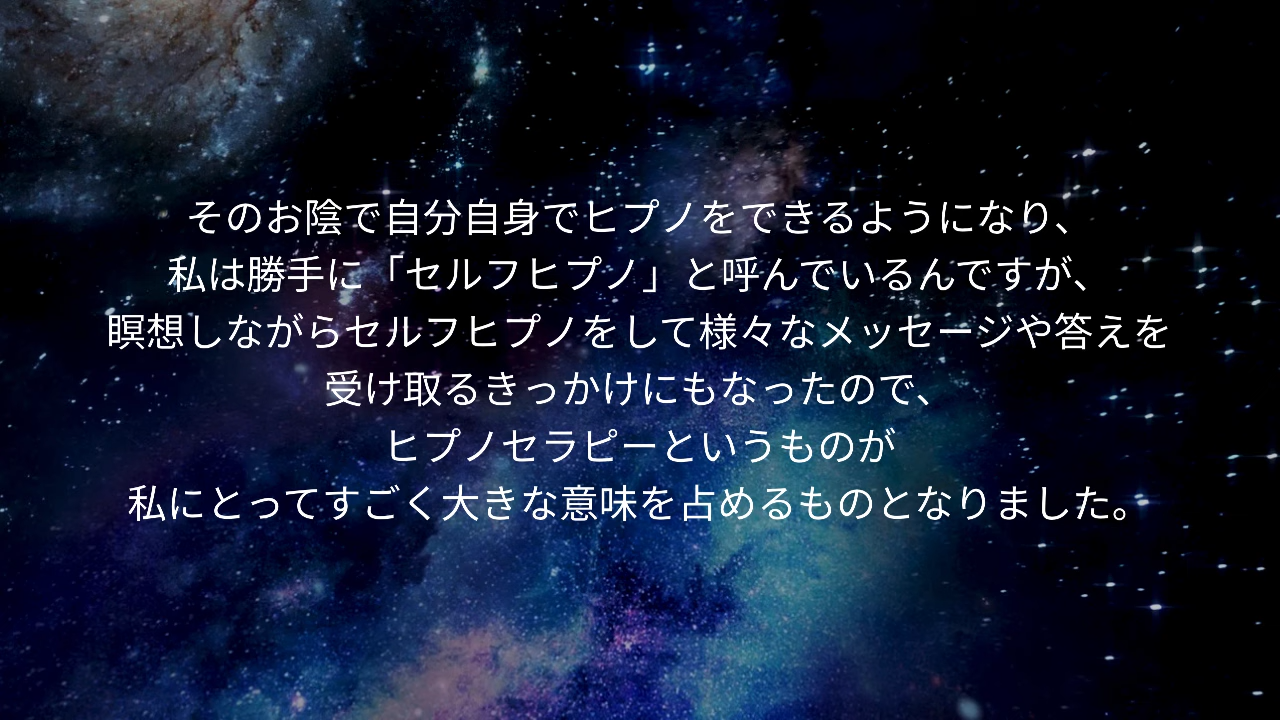 そのお陰で自分自身でヒプノをできるようになり、
私は勝手に「セルフヒプノ」と呼んでいるんですが、
瞑想しながらセルフヒプノをして様々なメッセージや答えを
受け取るきっかけにもなったので、
ヒプノセラピーというものが
私にとってすごく大きな意味を占めるものとなりました。